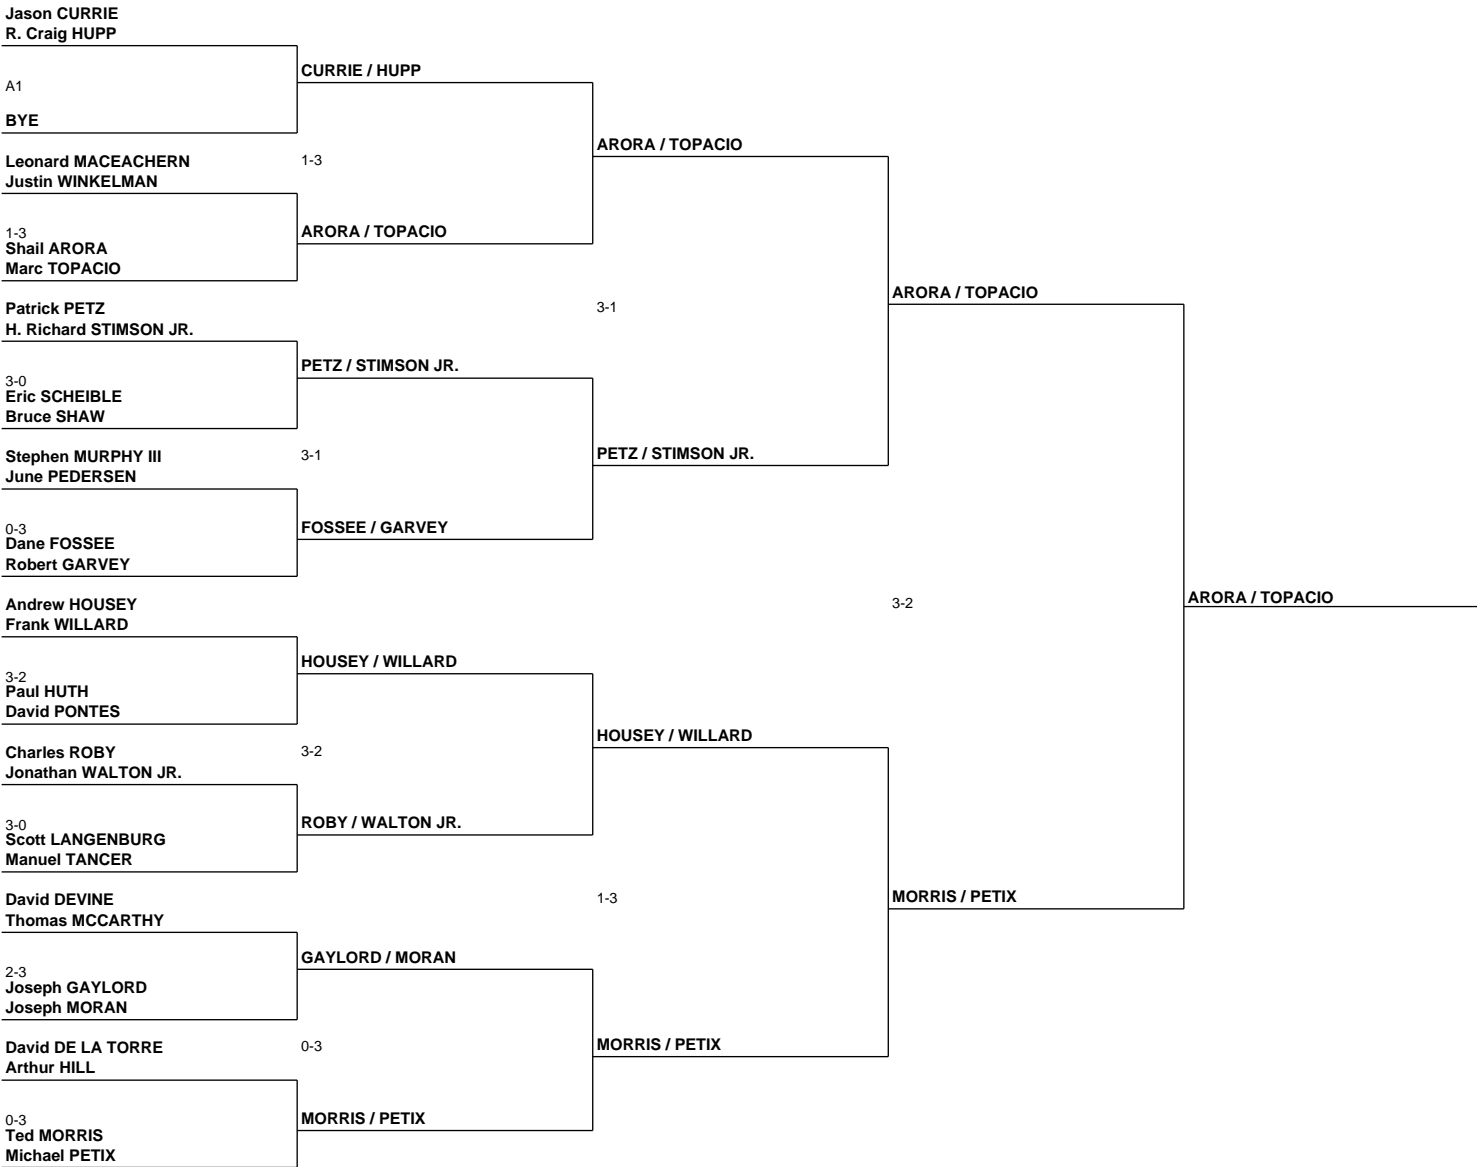 Jason CURRIE
R. Craig HUPP
CURRIE / HUPP
A1
BYE
ARORA / TOPACIO
Leonard MACEACHERN
Justin WINKELMAN
1-3
1-3
Shail ARORA
Marc TOPACIO
ARORA / TOPACIO
ARORA / TOPACIO
Patrick PETZ
H. Richard STIMSON JR.
3-1
PETZ / STIMSON JR.
3-0
Eric SCHEIBLE
Bruce SHAW
Stephen MURPHY III
June PEDERSEN
3-1
PETZ / STIMSON JR.
0-3
Dane FOSSEE
Robert GARVEY
FOSSEE / GARVEY
Andrew HOUSEY
Frank WILLARD
3-2
ARORA / TOPACIO
HOUSEY / WILLARD
3-2
Paul HUTH
David PONTES
HOUSEY / WILLARD
Charles ROBY
Jonathan WALTON JR.
3-2
3-0
Scott LANGENBURG
Manuel TANCER
ROBY / WALTON JR.
David DEVINE
Thomas MCCARTHY
1-3
MORRIS / PETIX
GAYLORD / MORAN
2-3
Joseph GAYLORD
Joseph MORAN
David DE LA TORRE
Arthur HILL
0-3
MORRIS / PETIX
0-3
Ted MORRIS
Michael PETIX
MORRIS / PETIX